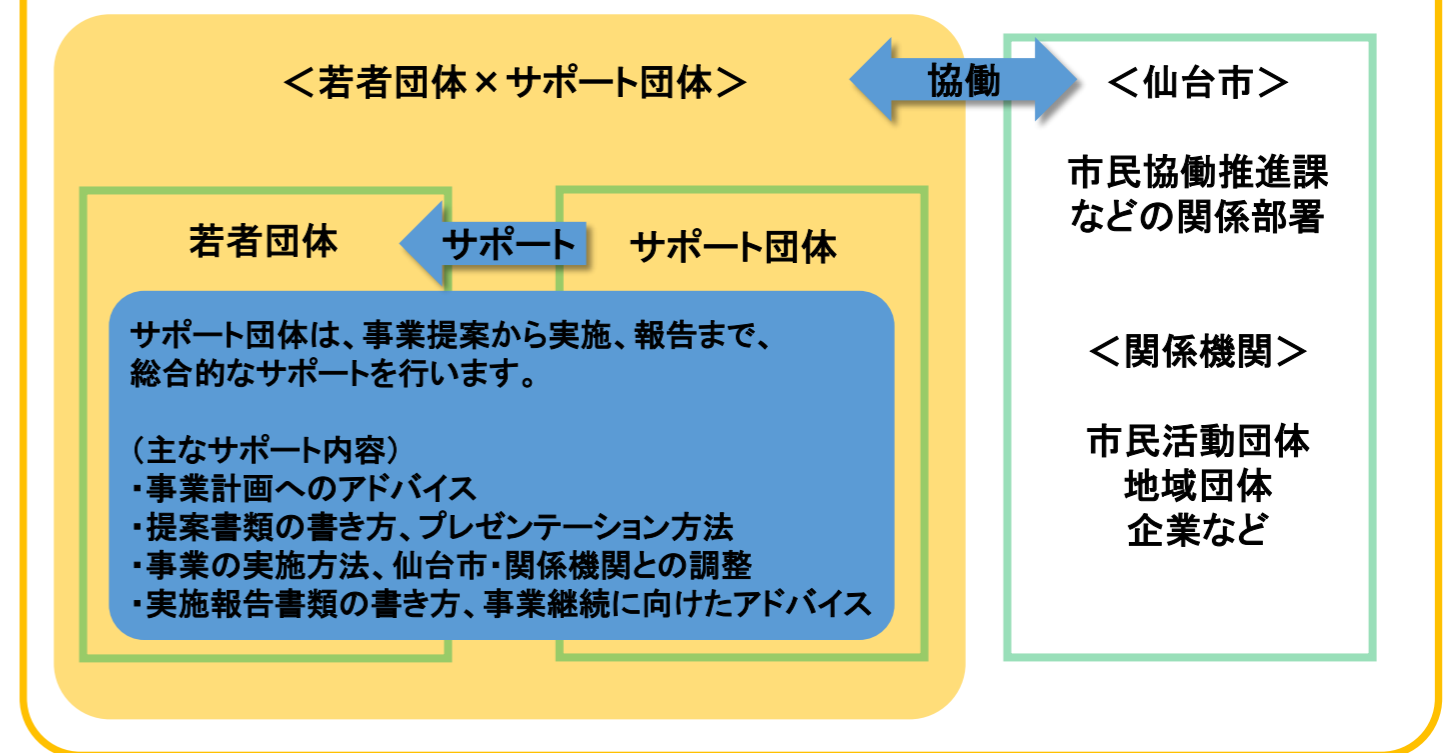 ＜若者団体×サポート団体＞
協働
＜仙台市＞
市民協働推進課
などの関係部署
若者団体
サポート
サポート団体
サポート団体は、事業提案から実施、報告まで、
総合的なサポートを行います。
（主なサポート内容）
・事業計画へのアドバイス
・提案書類の書き方、プレゼンテーション方法
・事業の実施方法、仙台市・関係機関との調整
・実施報告書類の書き方、事業継続に向けたアドバイス
＜関係機関＞
市民活動団体
地域団体
企業など